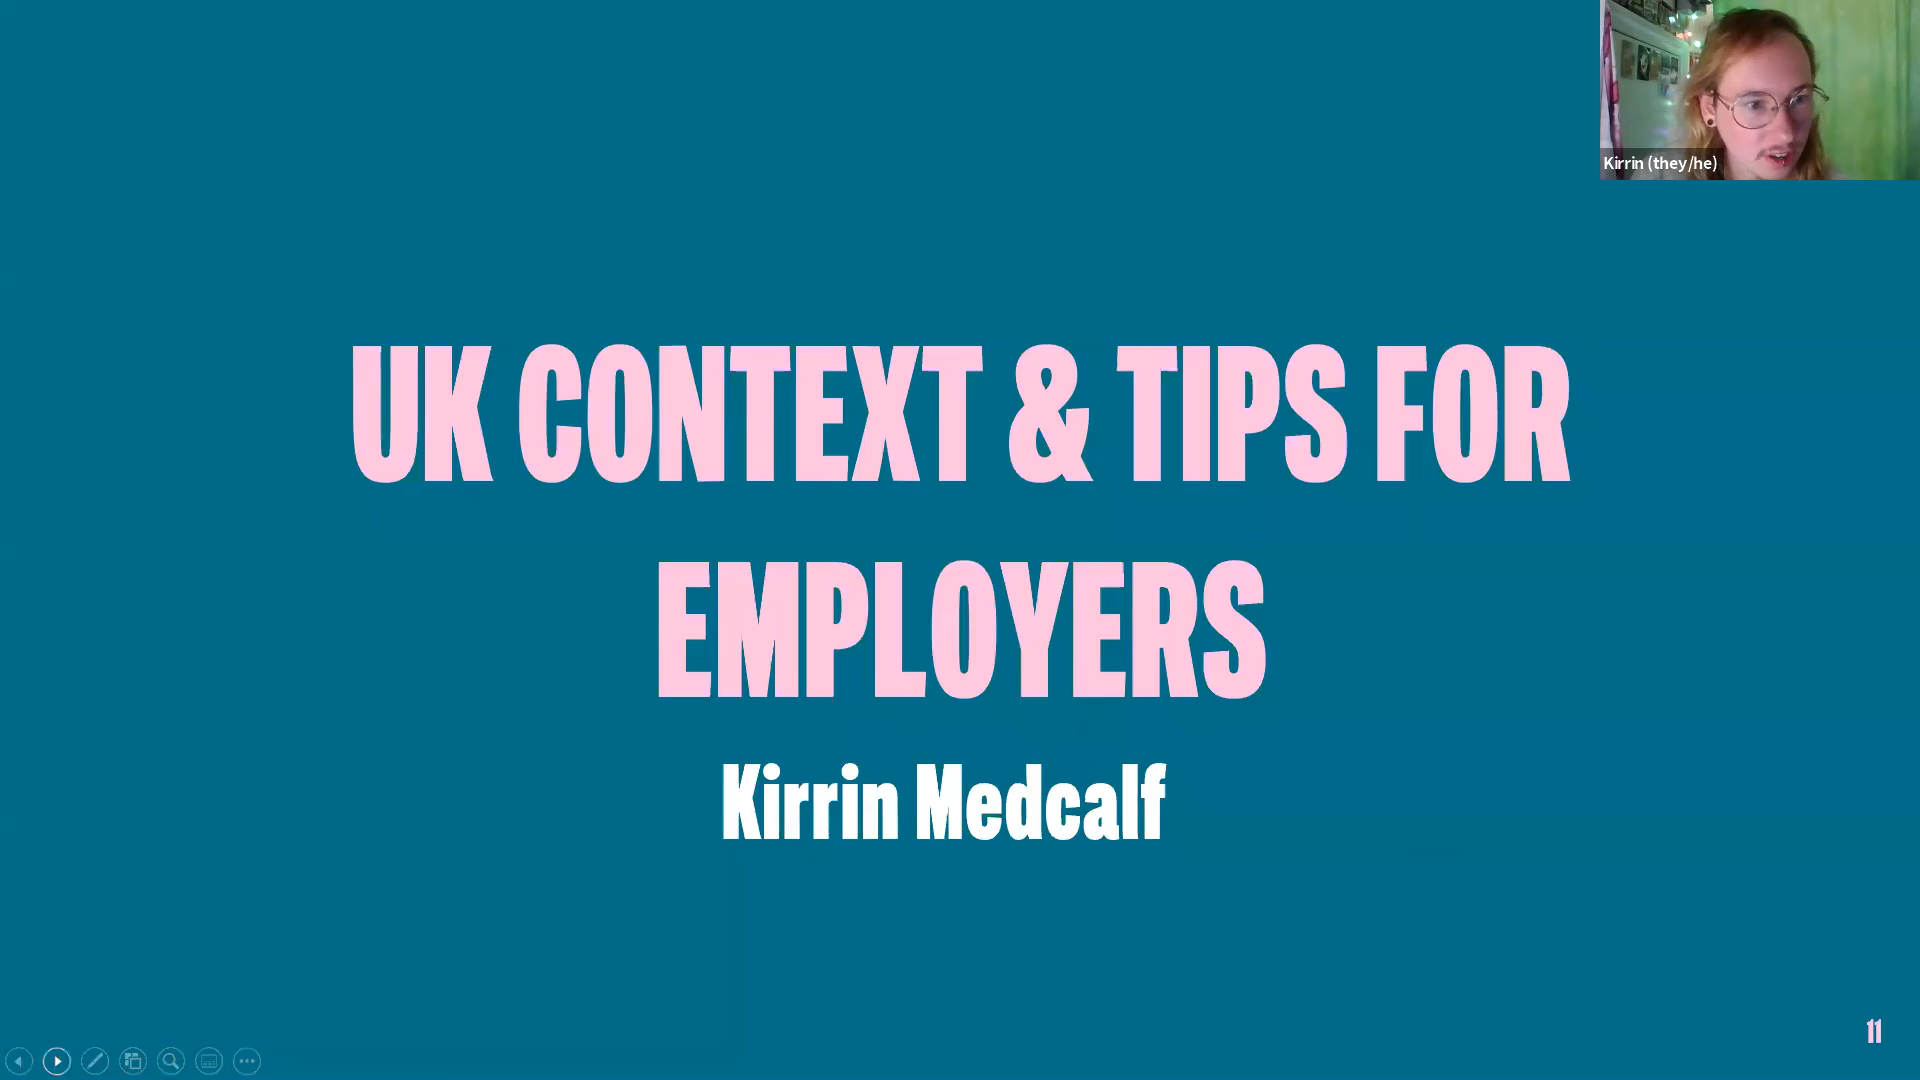 Kirrin (they/he)
UK CONTEXT & TIPS FOR
EMPLOYERS
Kirrin Medcalf
11